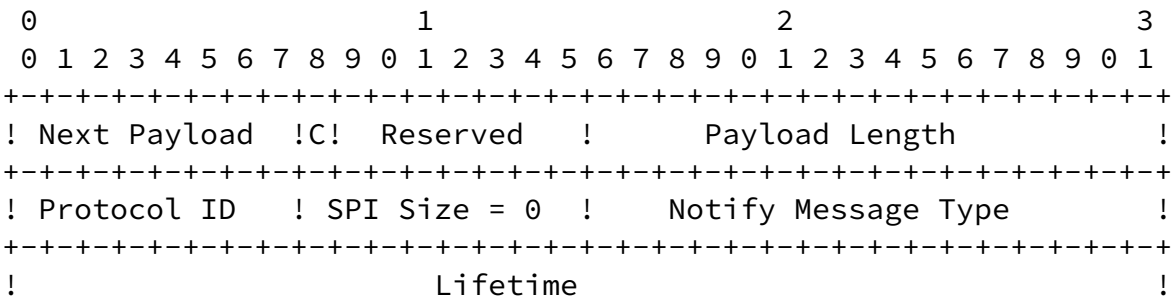 0                   1                   2                   3
 0 1 2 3 4 5 6 7 8 9 0 1 2 3 4 5 6 7 8 9 0 1 2 3 4 5 6 7 8 9 0 1
+-+-+-+-+-+-+-+-+-+-+-+-+-+-+-+-+-+-+-+-+-+-+-+-+-+-+-+-+-+-+-+-+
! Next Payload  !C!  Reserved   !      Payload Length           !
+-+-+-+-+-+-+-+-+-+-+-+-+-+-+-+-+-+-+-+-+-+-+-+-+-+-+-+-+-+-+-+-+
! Protocol ID   ! SPI Size = 0  !    Notify Message Type        !
+-+-+-+-+-+-+-+-+-+-+-+-+-+-+-+-+-+-+-+-+-+-+-+-+-+-+-+-+-+-+-+-+
!                       Lifetime                                !